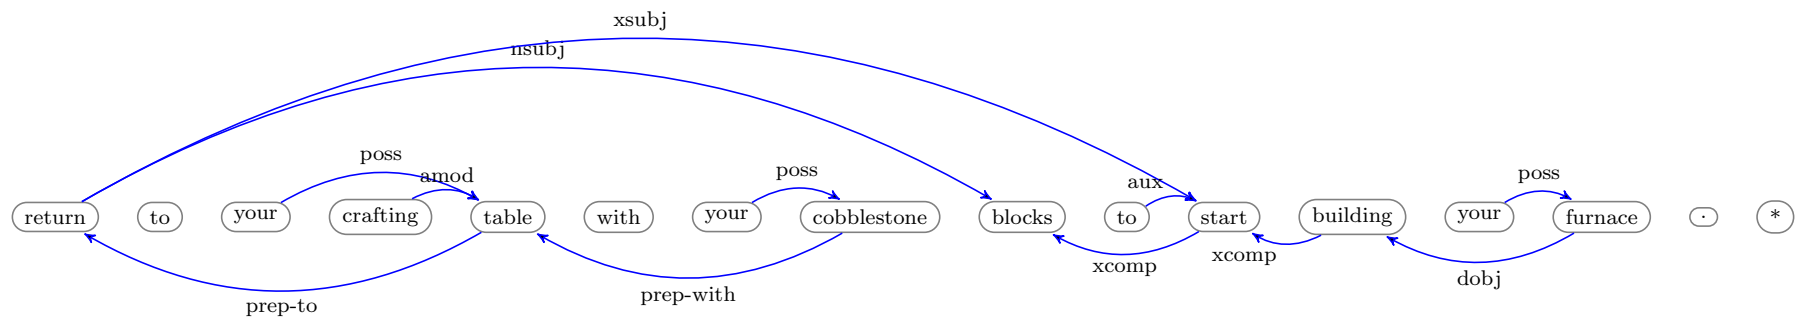 xsubj
nsubj
poss
amod
poss
aux
poss
return to your crafting table with your cobblestone blocks to start building your furnace . *
xcomp
xcomp
dobj
prep-with
prep-to